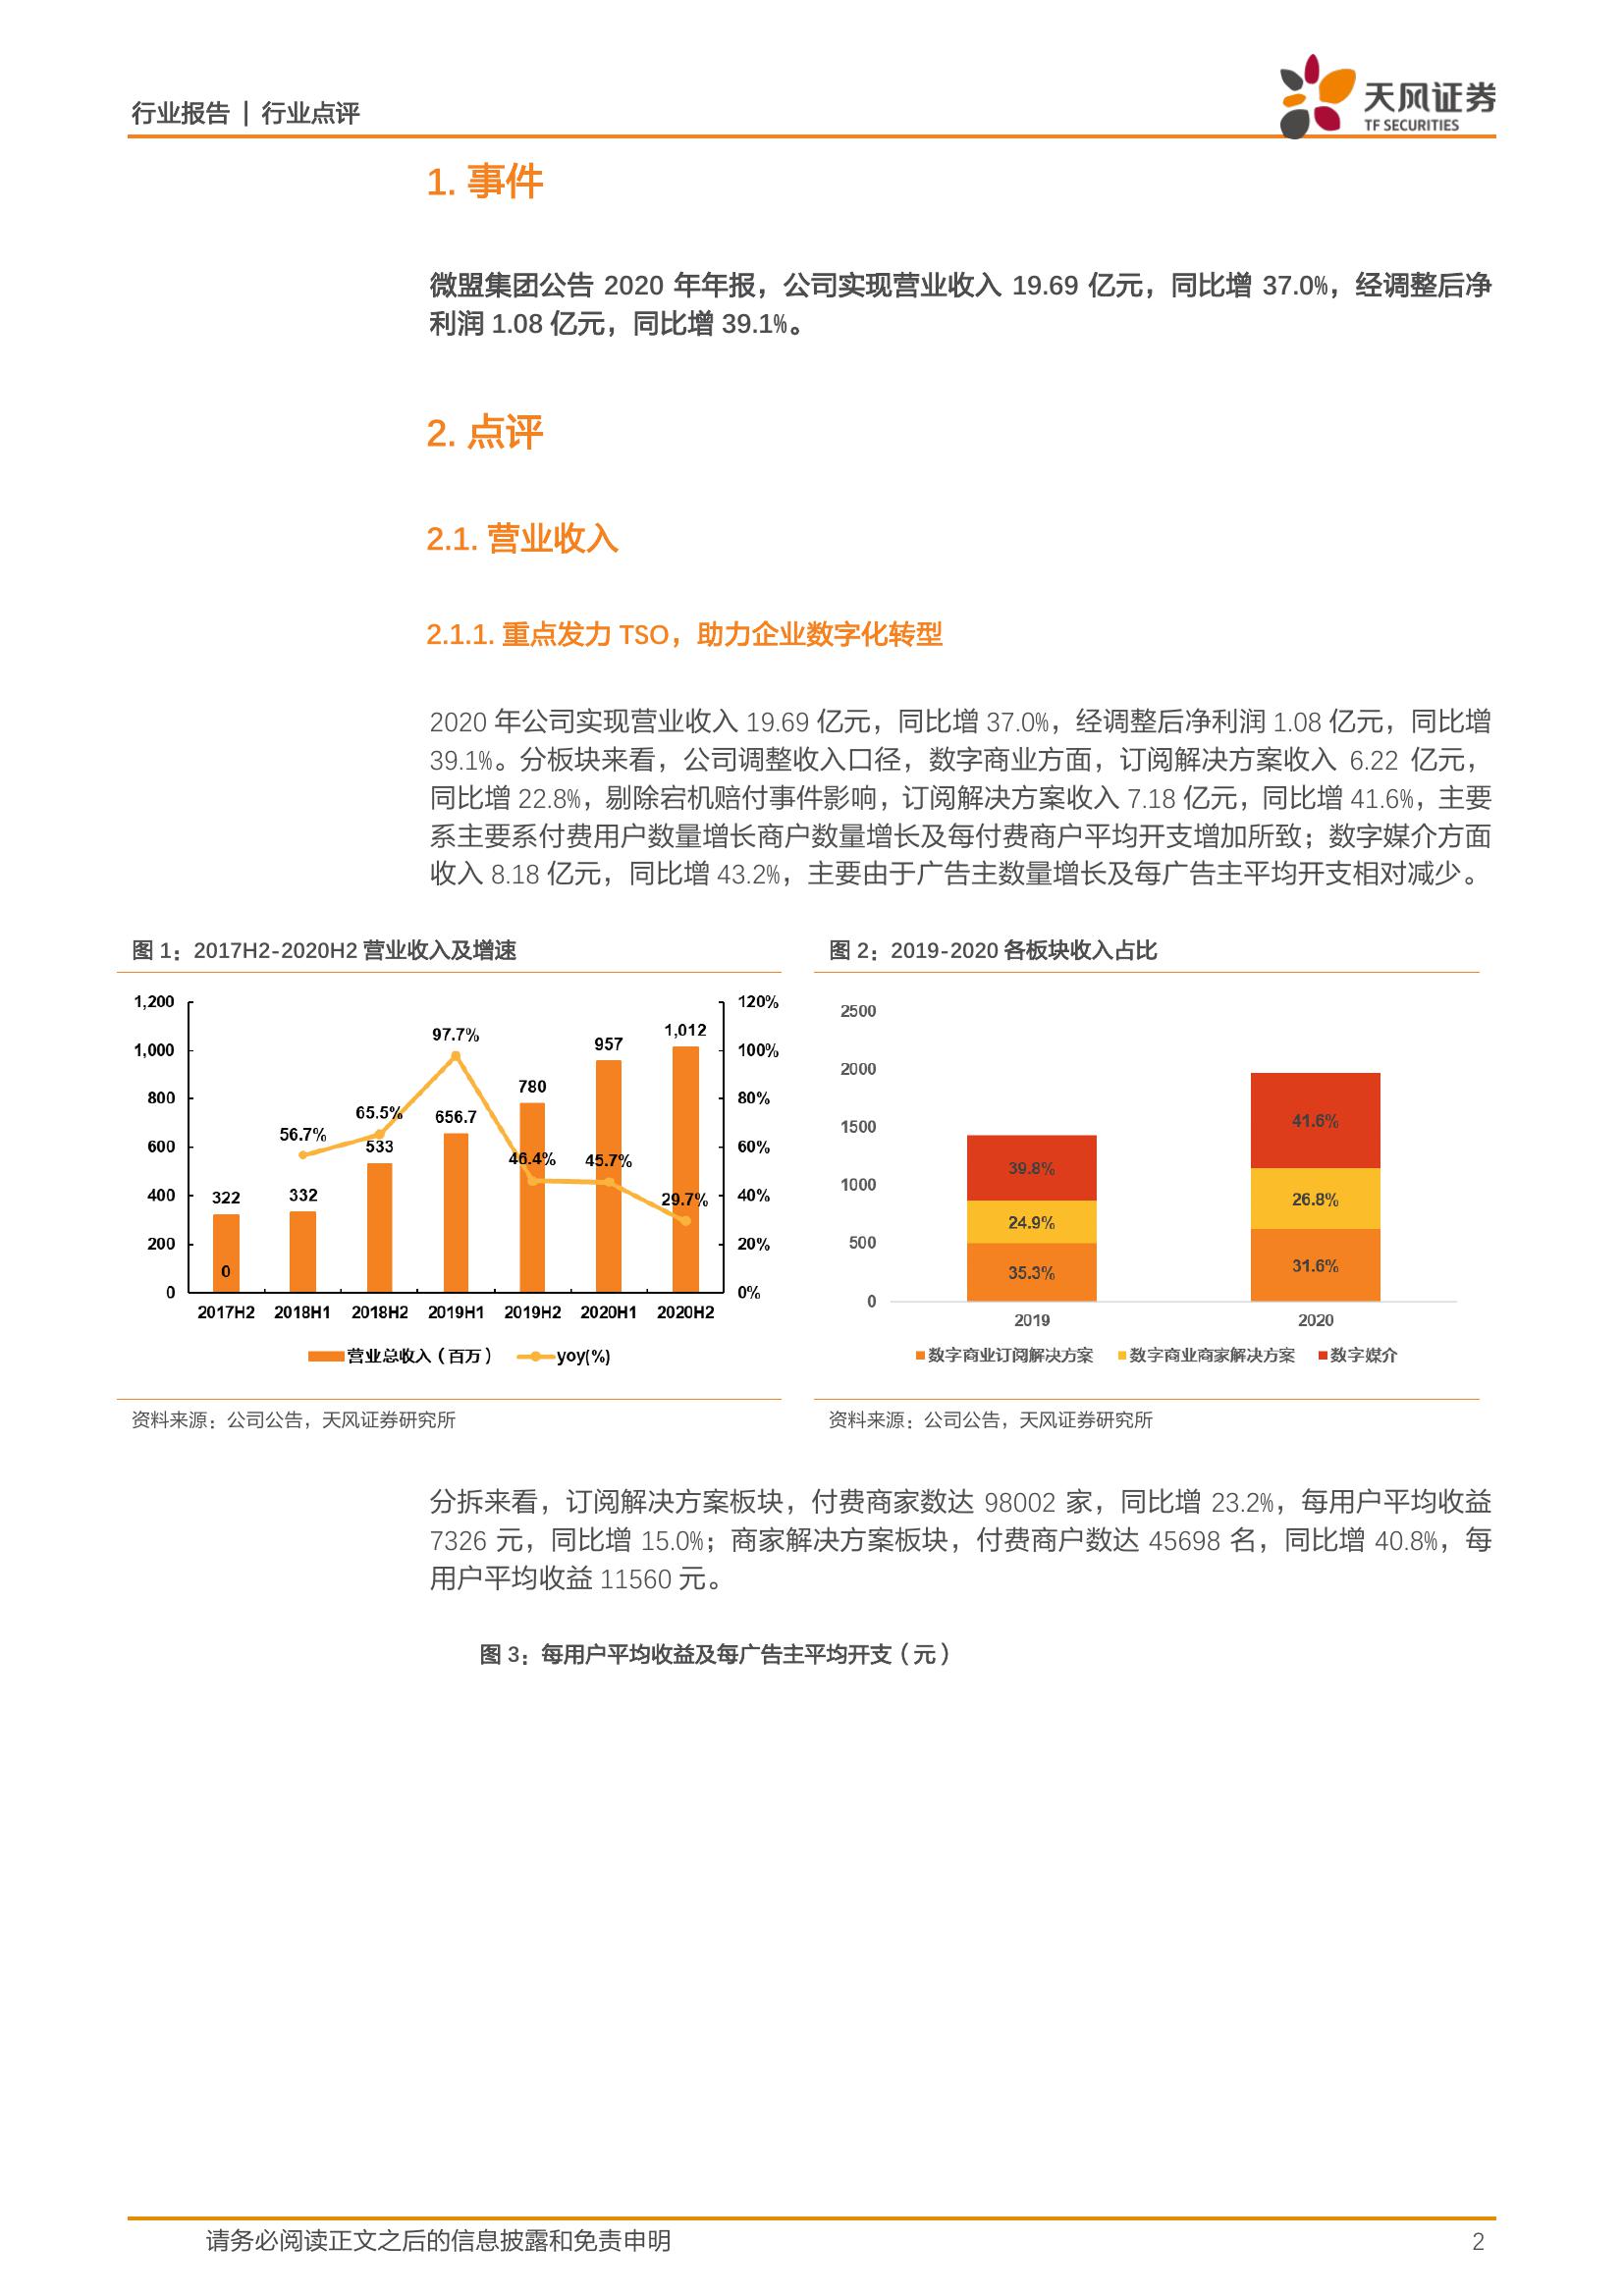 行业报告 | 行业点评
天风证券
TF SECURITIES
1. 事件
微盟集团公告 2020 年年报，公司实现营业收入 19.69 亿元，同比增 37.0%，经调整后净
利润 1.08 亿元，同比增 39.1%。
2. 点评
2.1. 营业收入
2.1.1. 重点发力 TSO，助力企业数字化转型
2020 年公司实现营业收入 19.69 亿元，同比增 37.0%，经调整后净利润 1.08 亿元，同比增
39.1%。分板块来看，公司调整收入口径，数字商业方面，订阅解决方案收入 6.22 亿元，
同比增 22.8%，剔除宕机赔付事件影响，订阅解决方案收入 7.18 亿元，同比增 41.6%，主要
系主要系付费用户数量增长商户数量增长及每付费商户平均开支增加所致；数字媒介方面
收入 8.18 亿元，同比增 43.2%，主要由于广告主数量增长及每广告主平均开支相对减少。
图 1：2017H2-2020H2 营业收入及增速
1,200
1,000
800
600
400
200
0
120%
100%
80%
60%
40%
20%
0%
322
332
533
656.7
780
957
1,012
0
56.7%
65.5%
97.7%
46.4%
45.7%
29.7%
2017H2 2018H1 2018H2 2019H1 2019H2 2020H1 2020H2
营业总收入（百万） yoy(%)
资料来源：公司公告，天风证券研究所
图 2：2019-2020 各板块收入占比
2500
2000
1500
1000
500
0
39.8%
24.9%
35.3%
41.6%
26.8%
31.6%
2019 2020
数字商业订阅解决方案 数字商业商家解决方案 数字媒介
资料来源：公司公告，天风证券研究所
分拆来看，订阅解决方案板块，付费商家数达 98002 家，同比增 23.2%，每用户平均收益
7326 元，同比增 15.0%；商家解决方案板块，付费商户数达 45698 名，同比增 40.8%，每
用户平均收益 11560 元。
图 3：每用户平均收益及每广告主平均开支（元）
请务必阅读正文之后的信息披露和免责申明
2